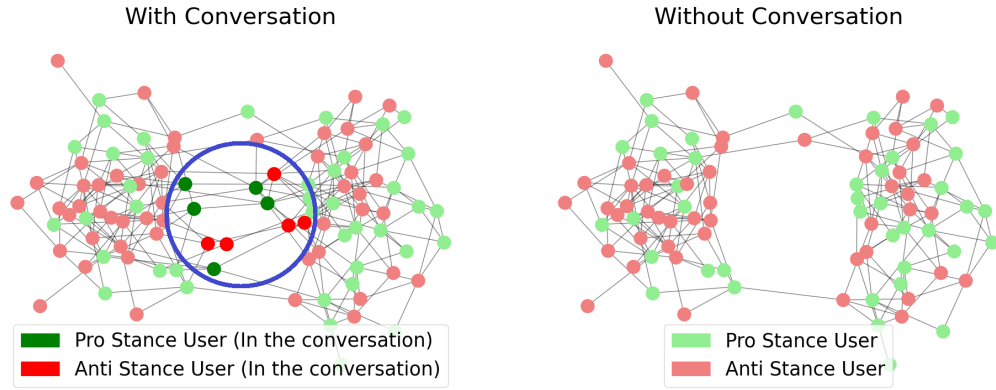 With Conversation
Without Conversation
Pro Stance User (In the conversation)
Anti Stance User (In the conversation)
Pro Stance User
Anti Stance User